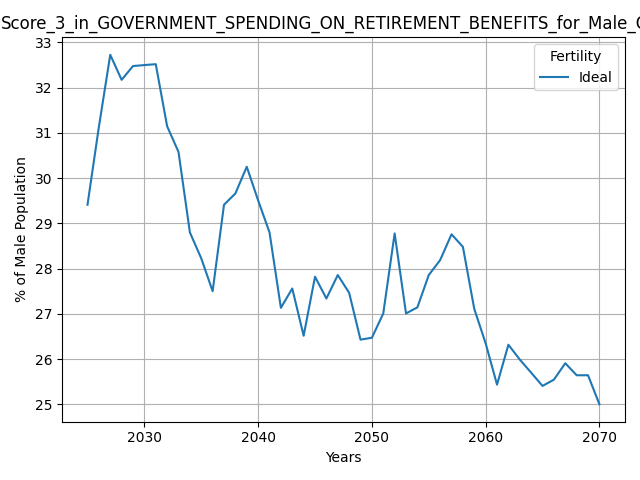 Score_3_in_GOVERNMENT_SPENDING_ON_RETIREMENT_BENEFITS_for_Male_
33
32
31
30
29
28
27
26
25
% of Male Population
Fertility
Ideal
2030
2040
2050
2060
2070
Years